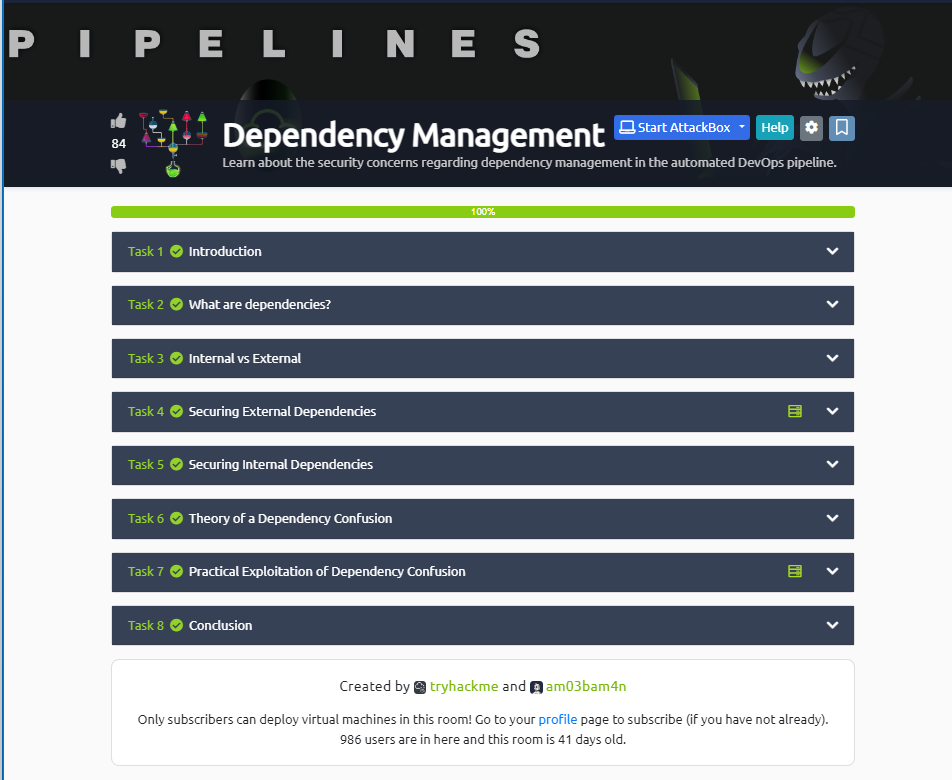 PIPELINES
84
Dependency Management
Start AttackBox
Help
Learn about the security concerns regarding dependency management in the automated DevOps pipeline.
100%
Task 1 Introduction
Task 2 What are dependencies?
Task 3 Internal vs External
Task 4 Securing External Dependencies
Task 5 Securing Internal Dependencies
Task 6 Theory of a Dependency Confusion
Task 7 Practical Exploitation of Dependency Confusion
Task 8 Conclusion
Created by tryhackme and am03bam4n
Only subscribers can deploy virtual machines in this room! Go to your profile page to subscribe (if you have not already).
986 users are in here and this room is 41 days old.